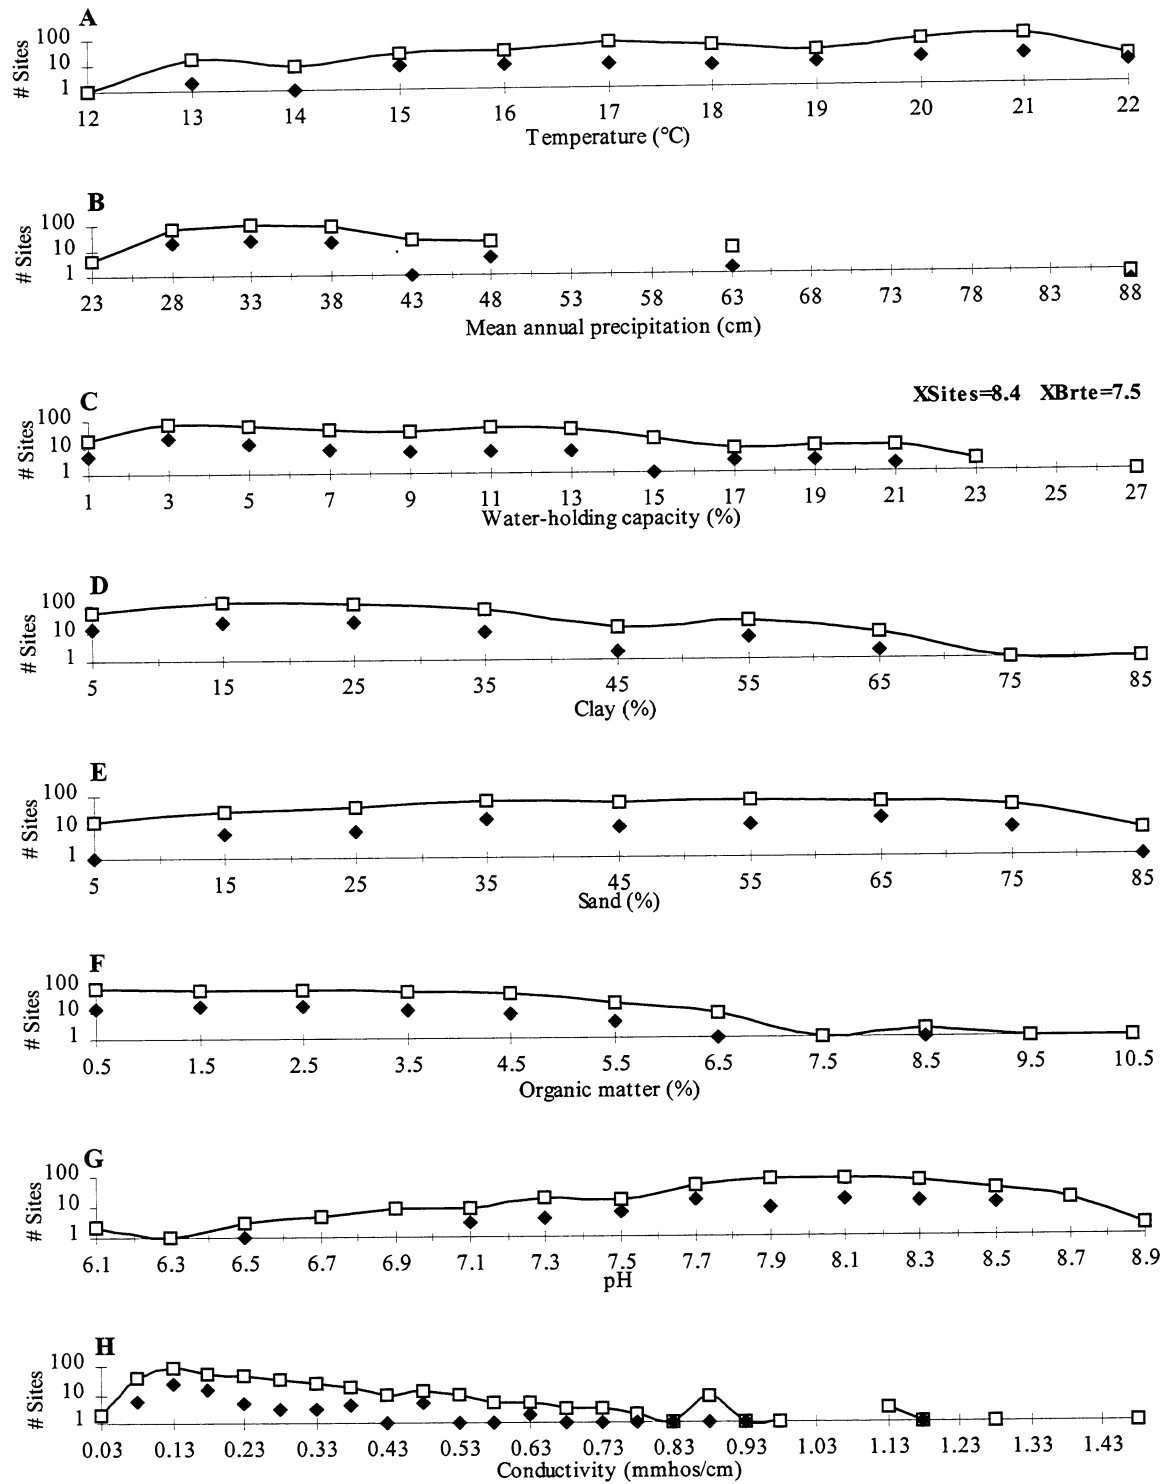 A
# Sites
100
10
1
12 13 14 15 16 17 18 19 20 21 22
Temperature (°C)
B
# Sites
100
10
1
23 28 33 38 43 48 53 58 63 68 73 78 83 88
Mean annual precipitation (cm)
C
XSites=8.4 XBrte=7.5
# Sites
100
10
1
1 3 5 7 9 11 13 15 17 19 21 23 25 27
Water-holding capacity (%)
D
# Sites
100
10
1
5 15 25 35 45 55 65 75 85
Clay (%)
E
# Sites
100
10
1
5 15 25 35 45 55 65 75 85
Sand (%)
F
# Sites
100
10
1
0.5 1.5 2.5 3.5 4.5 5.5 6.5 7.5 8.5 9.5 10.5
Organic matter (%)
G
# Sites
100
10
1
6.1 6.3 6.5 6.7 6.9 7.1 7.3 7.5 7.7 7.9 8.1 8.3 8.5 8.7 8.9
pH
H
# Sites
100
10
1
0.03 0.13 0.23 0.33 0.43 0.53 0.63 0.73 0.83 0.93 1.03 1.13 1.23 1.33 1.43
Conductivity (mmhos/cm)